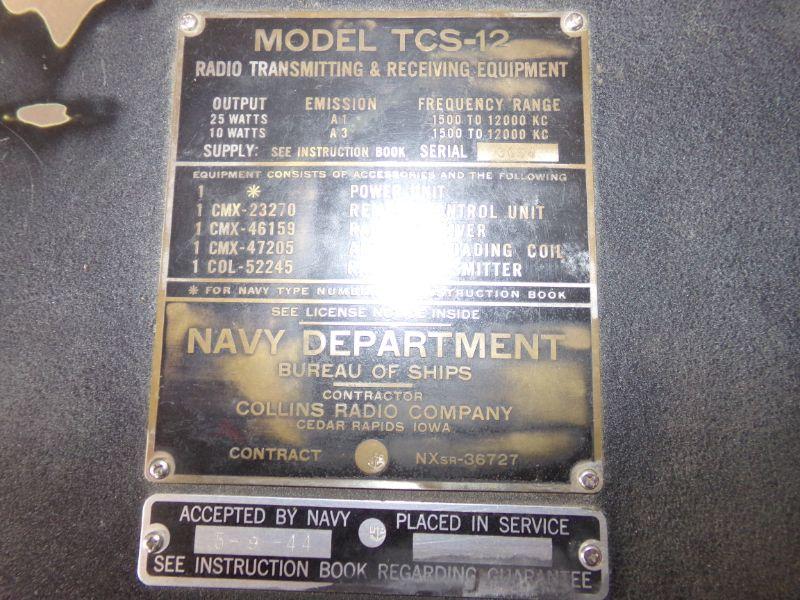 MODEL TCS-12
RADIO TRANSMITTING & RECEIVING EQUIPMENT
OUTPUT EMISSION FREQUENCY RANGE
25 WATTS A1 1500 TO 12000 KC
10 WATTS A3 1500 TO 12000 KC
SUPPLY: SEE INSTRUCTION BOOK SERIAL
EQUIPMENT CONSISTS OF ACCESSORIES AND THE FOLLOWING
1 * POWER UNIT
1 CMX-23270 CONTROL UNIT
1 CMX-46159
1 CMX-47205 LOADING COIL
1 COL-52245
* FOR NAVY TYPE INSTRUCTION BOOK
SEE LICENSE NOTICE INSIDE
NAVY DEPARTMENT
BUREAU OF SHIPS
CONTRACTOR
COLLINS RADIO COMPANY
CEDAR RAPIDS IOWA
CONTRACT NXSR-36727
ACCEPTED BY NAVY PLACED IN SERVICE
5-9-44
SEE INSTRUCTION BOOK REGARDING GUARANTEE